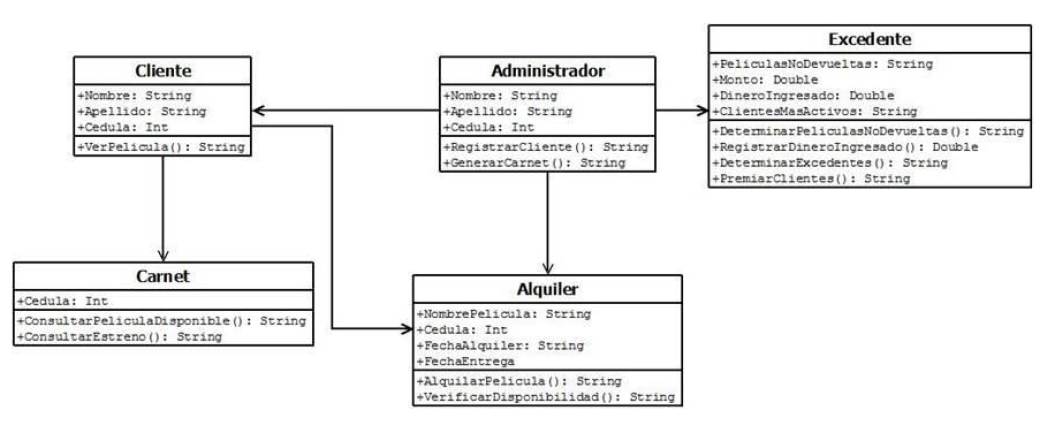 Cliente
+Nombre: String
+Apellido: String
+Cedula: Int
+VerPelicula(): String
Administrador
+Nombre: String
+Apellido: String
+Cedula: Int
+RegistrarCliente(): String
+GenerarCarnet(): String
Excedente
+PeliculasNoDevueltas: String
+Monto: Double
+DineroIngresado: Double
+ClientesMasActivos: String
+DeterminarPeliculasNoDevueltas(): String
+RegistrarDineroIngresado(): Double
+DeterminarExcedentes(): String
+PremiarClientes(): String
Carnet
+Cedula: Int
+ConsultarPeliculaDisponible(): String
+ConsultarEstreno(): String
Alquiler
+NombrePelicula: String
+Cedula: Int
+FechaAlquiler: String
+FechaEntrega
+AlquilarPelicula(): String
+VerificarDisponibilidad(): String